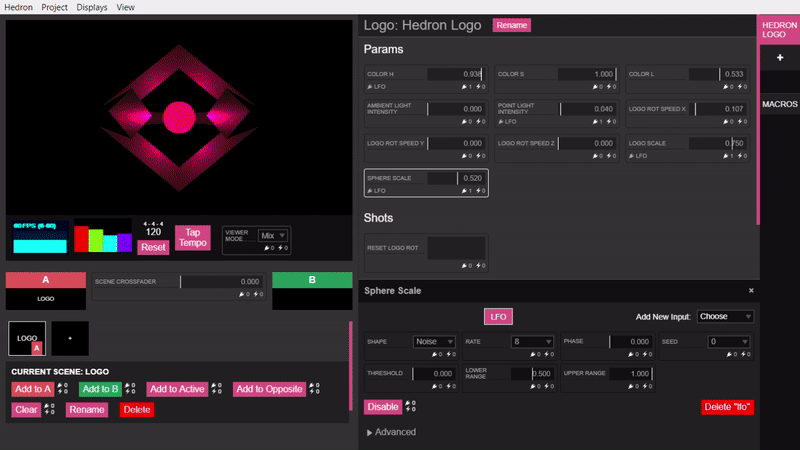 Hedron Project Displays View
Logo: Hedron Logo Rename
HEDRON LOGO
+
MACROS
Params
COLOR H 0.938
LFO 1 0
COLOR S 1.000
0 0
COLOR L 0.533
0 0
AMBIENT LIGHT INTENSITY 0.000
0 0
POINT LIGHT INTENSITY 0.040
LFO 1 0
LOGO ROT SPEED X 0.107
0 0
LOGO ROT SPEED Y 0.000
0 0
LOGO ROT SPEED Z 0.000
0 0
LOGO SCALE 0.750
LFO 1 0
SPHERE SCALE 0.520
LFO 1 0
Shots
RESET LOGO ROT
0 0
4 - 4 - 4
120
Reset
Tap Tempo
VIEWER MODE Mix
0 0
A
LOGO
SCENE CROSSFADER 0.000
0 0
B
LOGO
A
+
CURRENT SCENE: LOGO
Add to A 0 0
Add to B 0 0
Add to Active 0 0
Add to Opposite 0 0
Clear 0 0
Rename
Delete
Sphere Scale ×
LFO
Add New Input: Choose
SHAPE Noise
0 0
RATE 8
0 0
PHASE 0.000
0 0
SEED 0
0 0
THRESHOLD 0.000
0 0
LOWER RANGE 0.500
0 0
UPPER RANGE 1.000
0 0
Disable 0 0
Delete "lfo"
Advanced